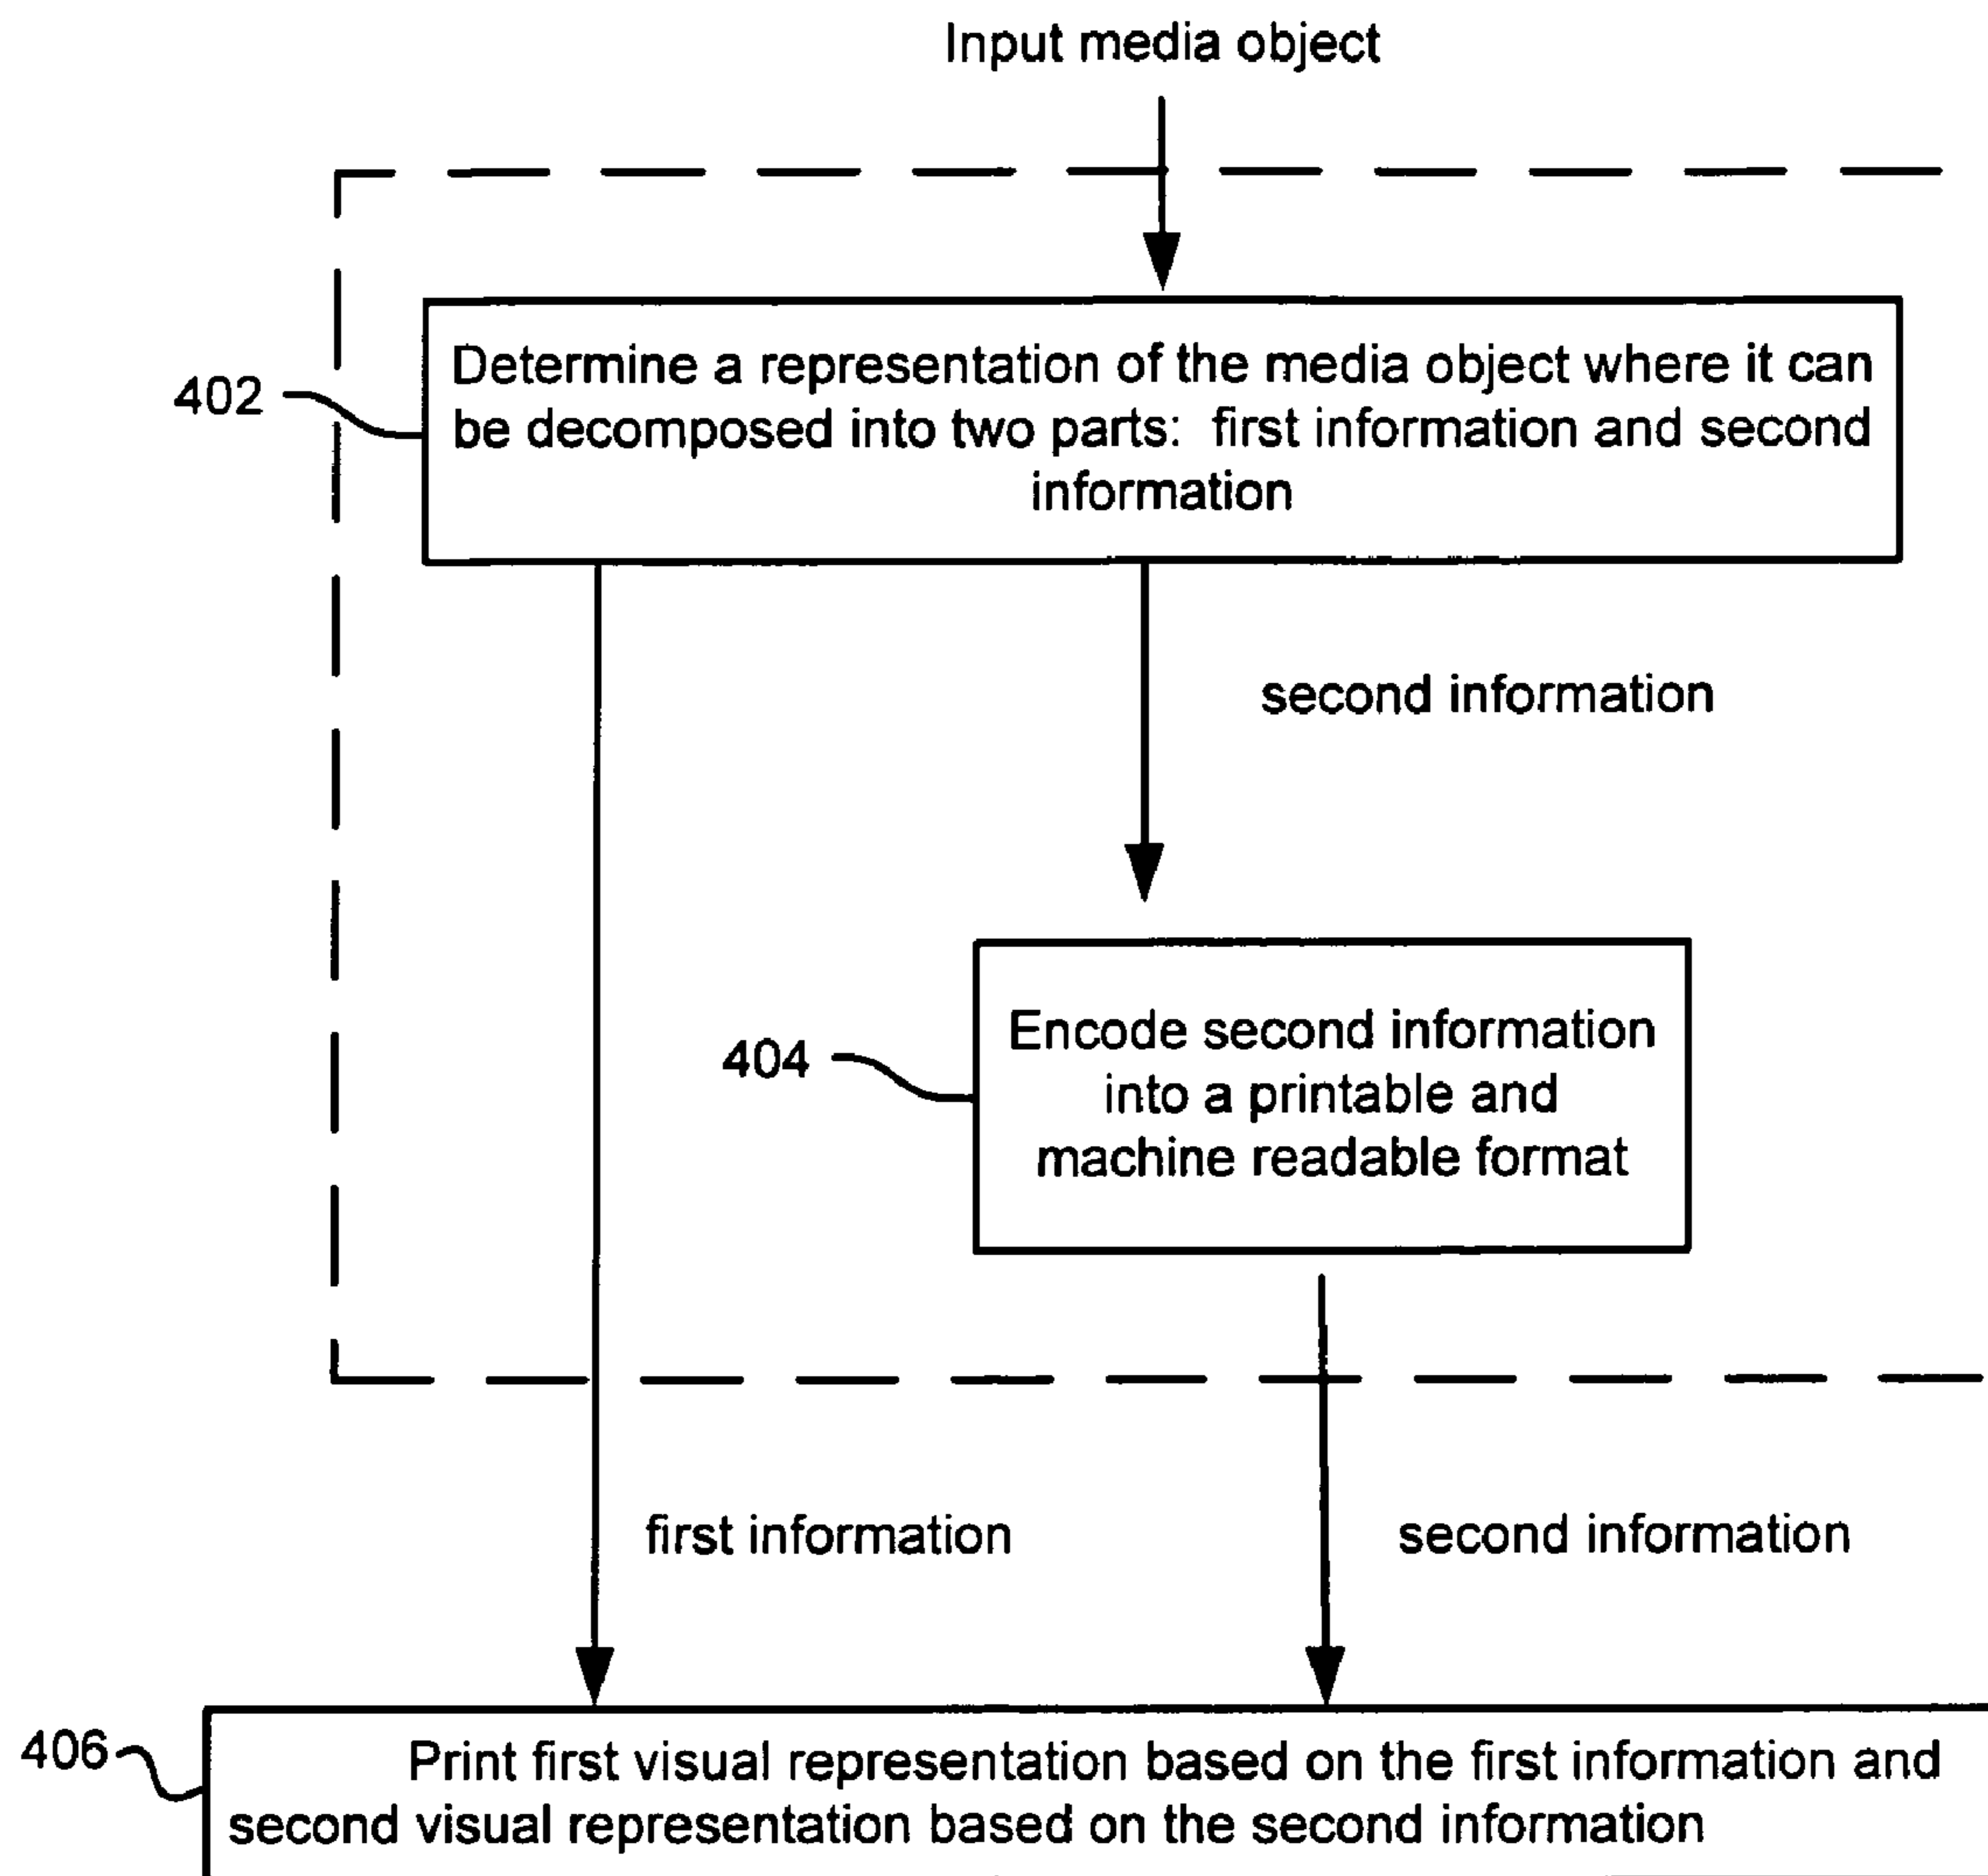 Input media object
402
Determine a representation of the media object where it can
be decomposed into two parts: first information and second
information
second information
404
Encode second information
into a printable and
machine readable format
first information
second information
406
Print first visual representation based on the first information and
second visual representation based on the second information